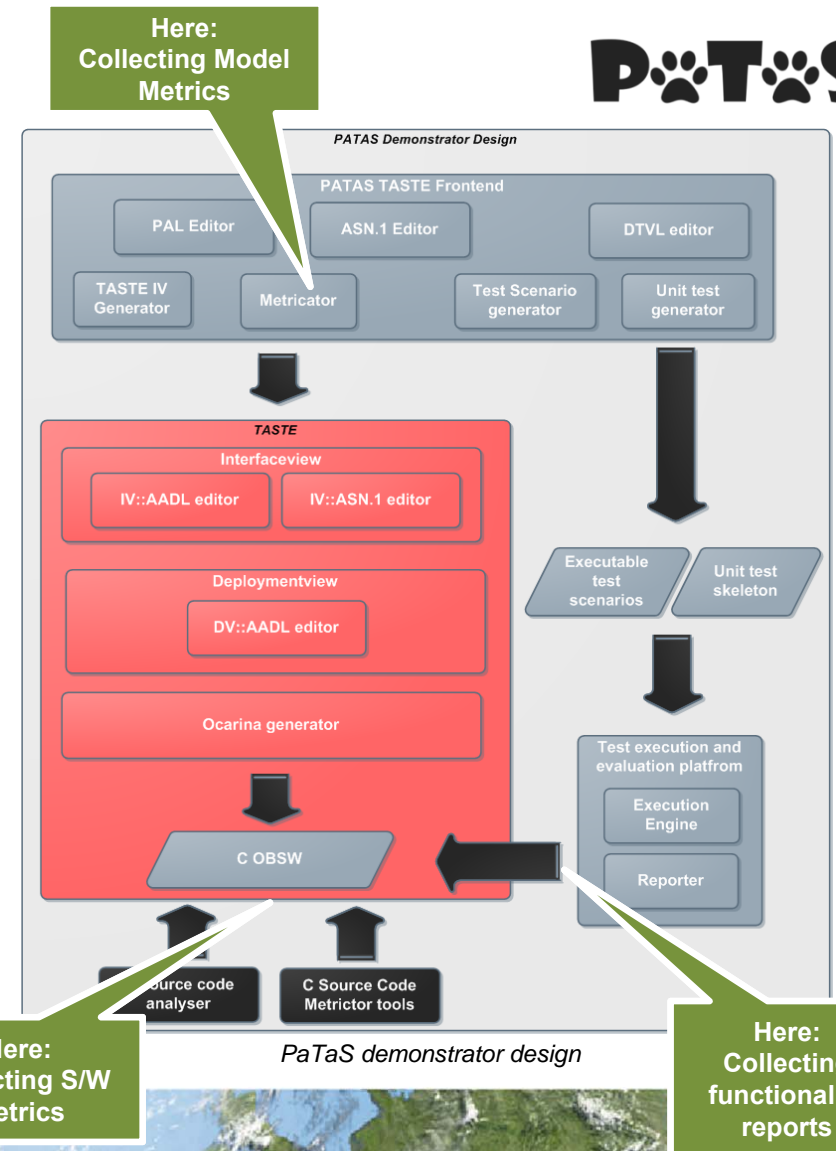 Here:
Collecting Model
Metrics
PATAS Demonstrator Design
PATAS TASTE Frontend
PAL Editor
ASN.1 Editor
DTVL editor
TASTE IV
Generator
Metricator
Test Scenario
generator
Unit test
generator
TASTE
Interfaceview
IV::AADL editor
IV::ASN.1 editor
Deploymentview
DV::AADL editor
Ocarina generator
C OBSW
Executable
test
scenarios
Unit test
skeleton
Test execution and
evaluation platfrom
Execution
Engine
Reporter
source code
analyser
C Source Code
Metrictor tools
PaTaS demonstrator design
S/W
Here:
functional
reports